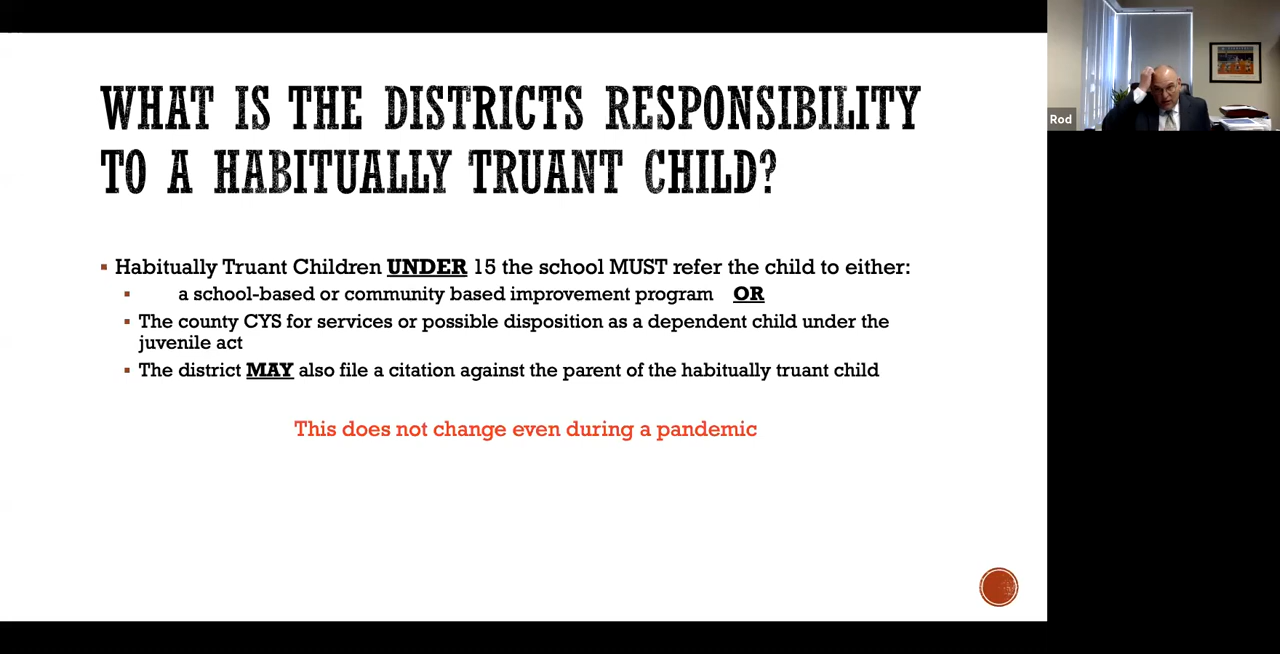 WHAT IS THE DISTRICTS RESPONSIBILITY
TO A HABITUALLY TRUANT CHILD?
Habitually Truant Children UNDER 15 the school MUST refer the child to either:
a school-based or community based improvement program OR
The county CYS for services or possible disposition as a dependent child under the
juvenile act
The district MAY also file a citation against the parent of the habitually truant child
This does not change even during a pandemic
Rod